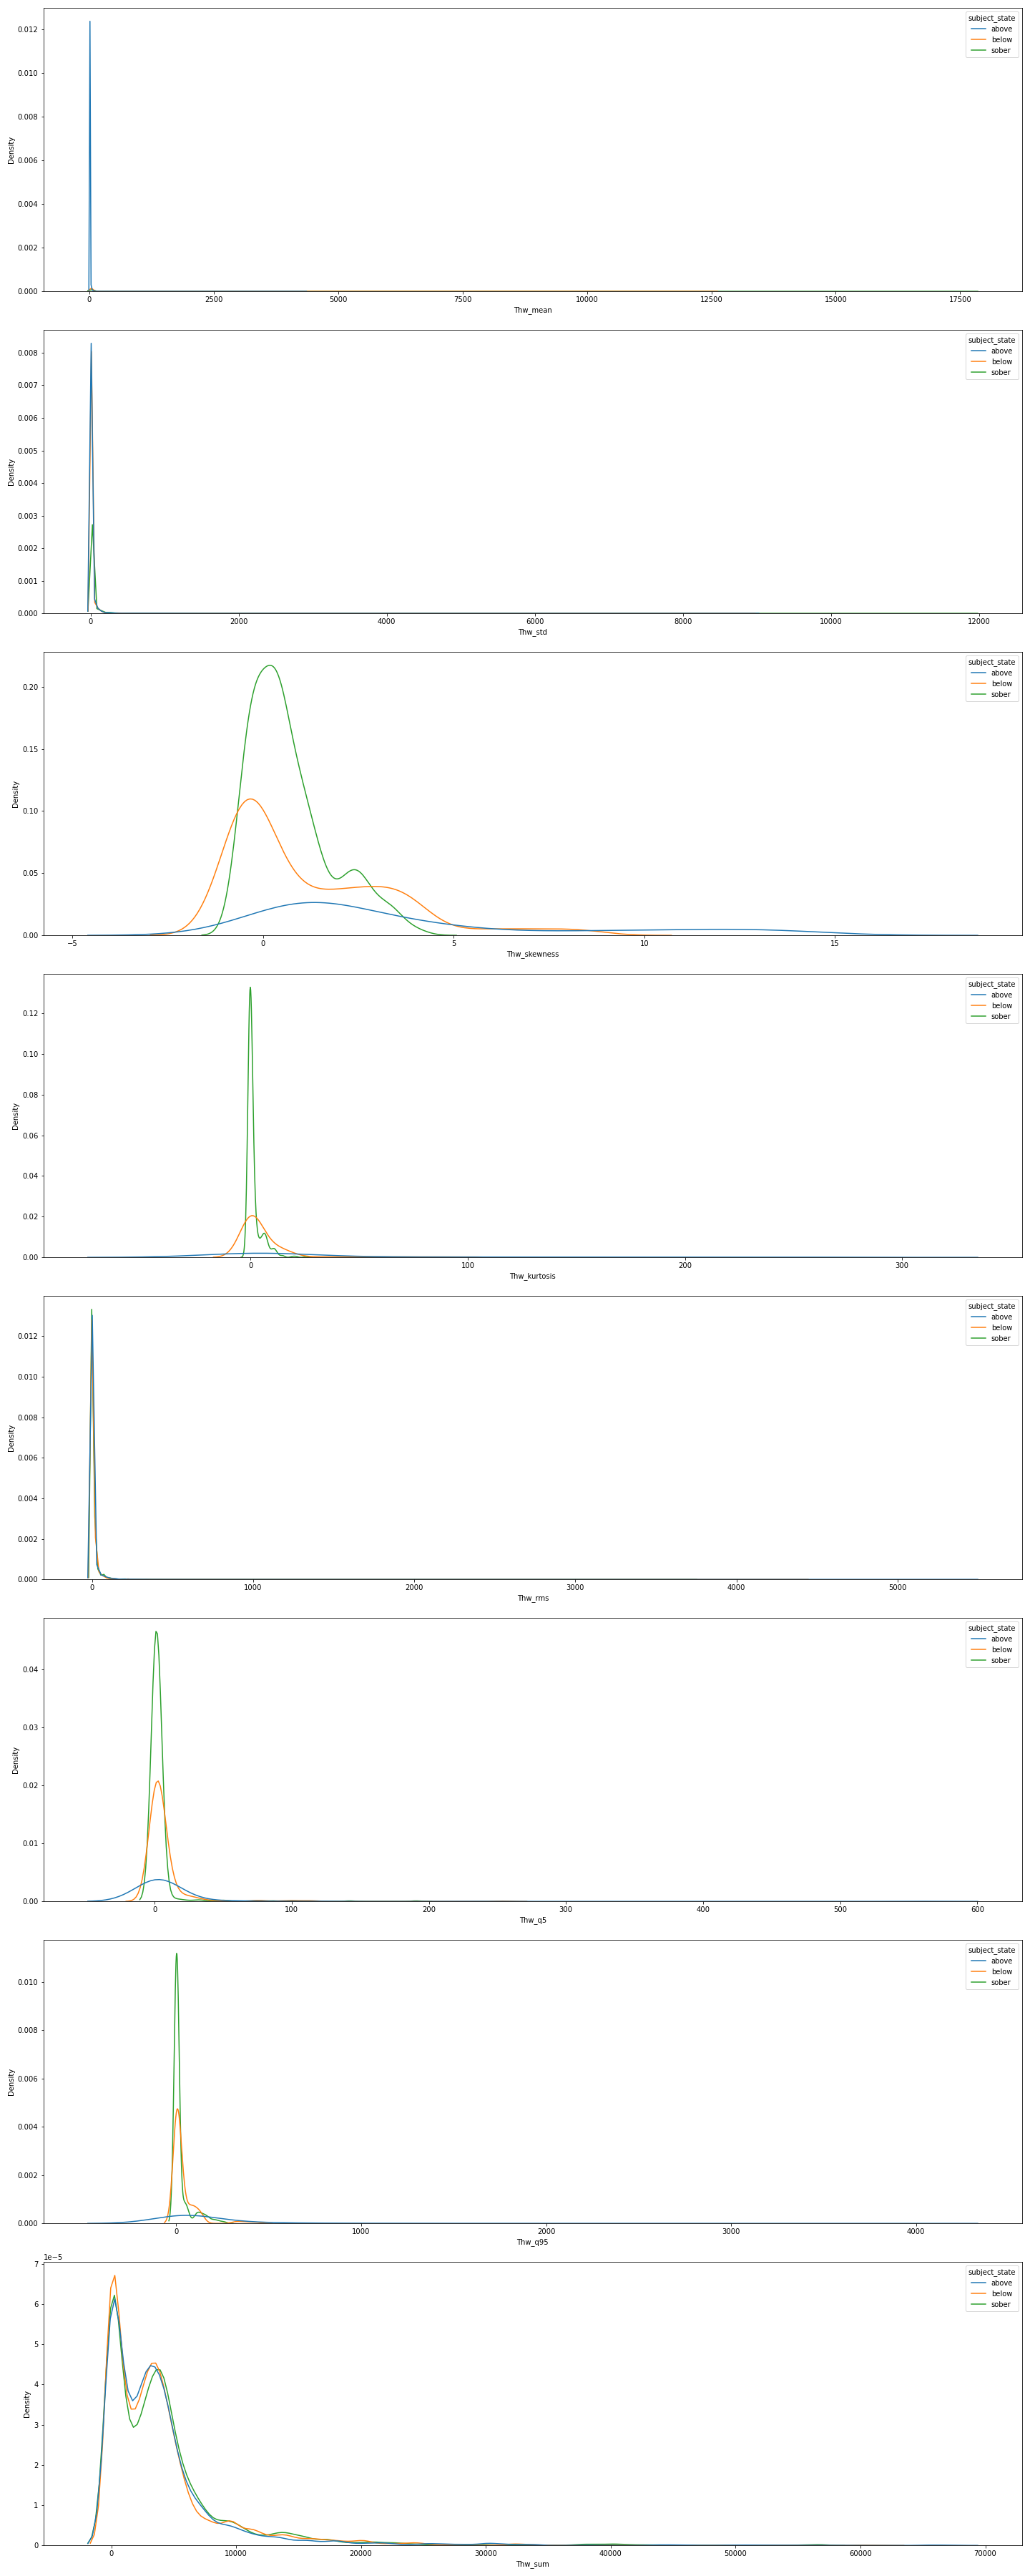 subject_state
above
below
sober
0.012
0.010
0.008
0.006
0.004
0.002
0.000
Density
0 2500 5000 7500 10000 12500 15000 17500
Thw_mean
subject_state
above
below
sober
0.008
0.007
0.006
0.005
0.004
0.003
0.002
0.001
0.000
Density
0 2000 4000 6000 8000 10000 12000
Thw_std
subject_state
above
below
sober
0.20
0.15
0.10
0.05
0.00
Density
−5 0 5 10 15
Thw_skewness
subject_state
above
below
sober
0.12
0.10
0.08
0.06
0.04
0.02
0.00
Density
0 100 200 300
Thw_kurtosis
subject_state
above
below
sober
0.012
0.010
0.008
0.006
0.004
0.002
0.000
Density
0 1000 2000 3000 4000 5000
Thw_rms
subject_state
above
below
sober
0.04
0.03
0.02
0.01
0.00
Density
0 100 200 300 400 500 600
Thw_q5
subject_state
above
below
sober
0.010
0.008
0.006
0.004
0.002
0.000
Density
0 1000 2000 3000 4000
Thw_q95
1e−5
subject_state
above
below
sober
7
6
5
4
3
2
1
0
Density
0 10000 20000 30000 40000 50000 60000 70000
Thw_sum